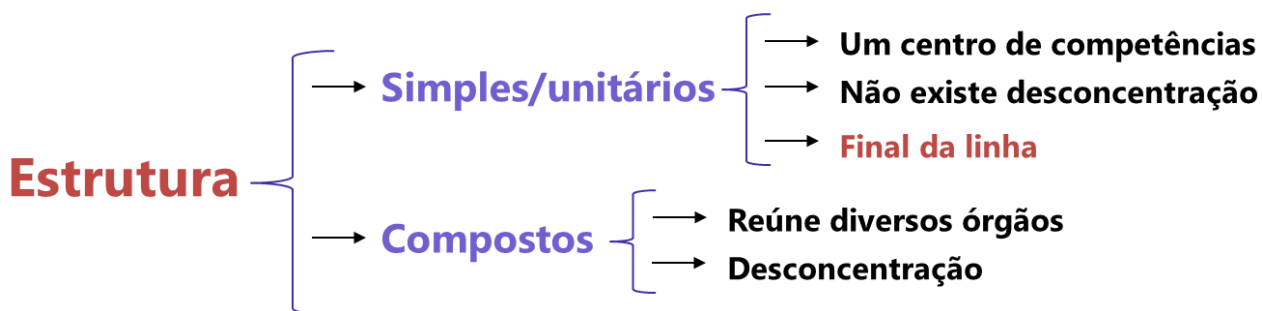 Estrutura
Simples/unitários
Um centro de competências
Não existe desconcentração
Final da linha
Compostos
Reúne diversos órgãos
Desconcentração